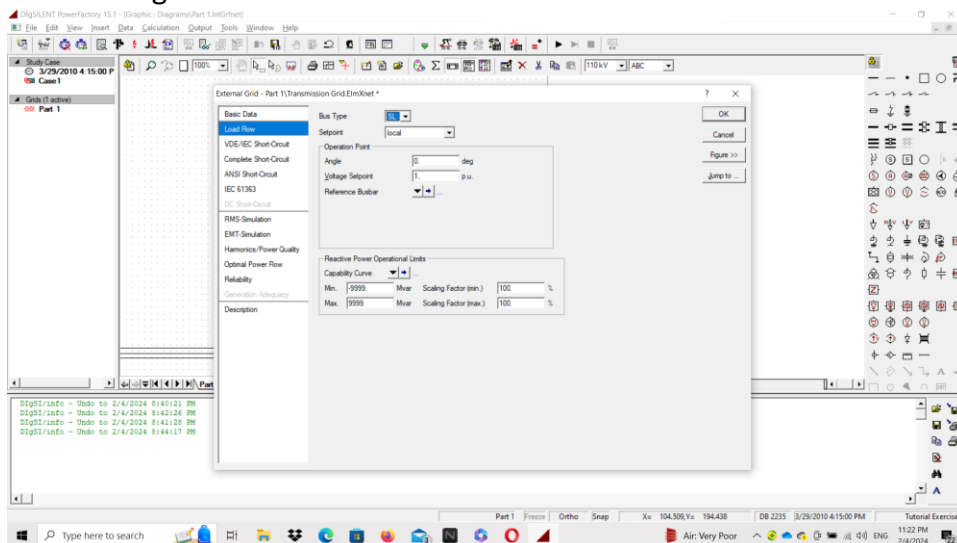 DIgSILENT PowerFactory 15.1 - [Graphic : Diagrams\Part 1.IntGrfnet]
File Edit View Insert Data Calculation Output Tools Window Help
100%
110 kV
ABC
Study Case
3/29/2010 4:15:00 P
Case1
Grids (1 active)
Part 1
External Grid - Part 1\Transmission Grid.ElmXnet *
? ×
Basic Data
Load Flow
VDE/IEC Short-Circuit
Complete Short-Circuit
ANSI Short-Circuit
IEC 61363
DC Short-Circuit
RMS-Simulation
EMT-Simulation
Harmonics/Power Quality
Optimal Power Flow
Reliability
Generation Adequacy
Description
Bus Type SL
Setpoint local
Operation Point
Angle 0. deg
Voltage Setpoint 1. p.u.
Reference Busbar ...
Reactive Power Operational Limits
Capability Curve ...
Min. -9999. Mvar Scaling Factor (min.) 100. %
Max. 9999. Mvar Scaling Factor (max.) 100. %
OK
Cancel
Figure >>
Jump to ...
Part
DIgSI/info - Undo to 2/4/2024 8:40:21 PM
DIgSI/info - Undo to 2/4/2024 8:42:26 PM
DIgSI/info - Undo to 2/4/2024 8:41:28 PM
DIgSI/info - Undo to 2/4/2024 8:44:17 PM
Part 1 Freeze Ortho Snap X= 104.509,Y= 194.438 DB 2235 3/29/2010 4:15:00 PM Tutorial Exercise
Type here to search
Air: Very Poor
ENG
11:22 PM
2/4/2024
22